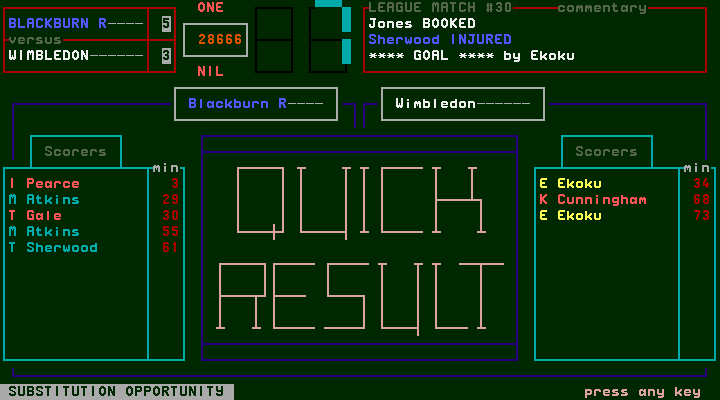 ONE
LEAGUE MATCH #30 commentary
BLACKBURN R 5
Jones BOOKED
versus
28666
Sherwood INJURED
WIMBLEDON 3
**** GOAL **** by Ekoku
NIL
Blackburn R
Wimbledon
Scorers
Scorers
min
min
I Pearce 3
M Atkins 29
T Gale 30
M Atkins 55
T Sherwood 61
E Ekoku 34
K Cunningham 68
E Ekoku 73
QUICK
RESULT
SUBSTITUTION OPPORTUNITY
press any key